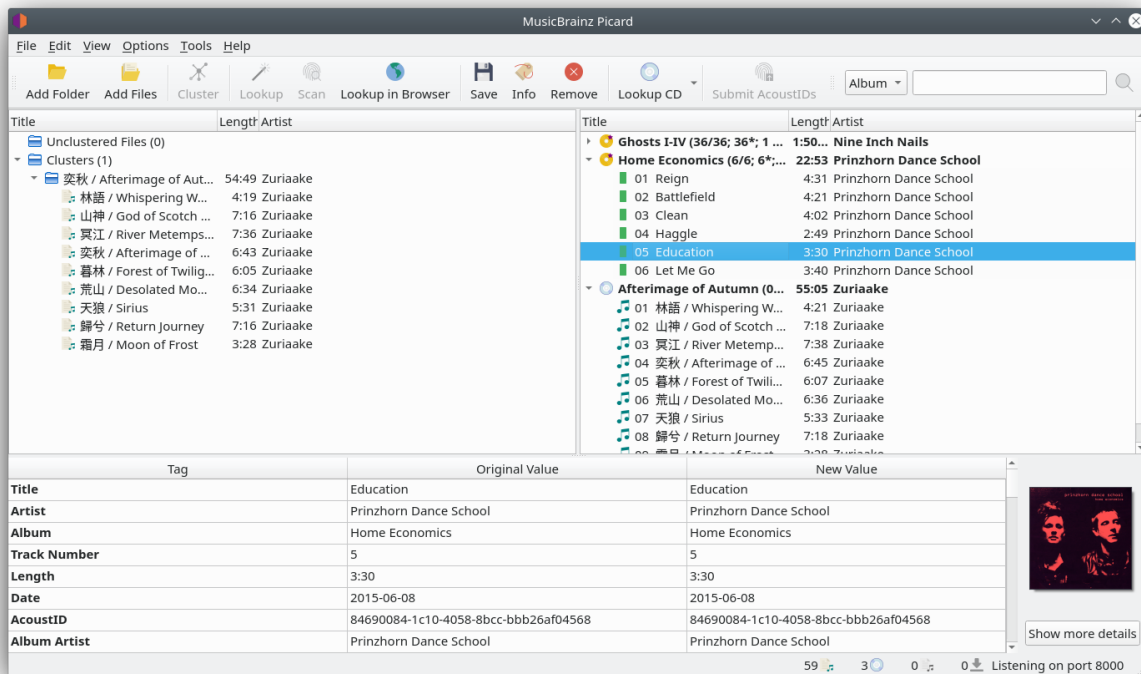 MusicBrainz Picard
File Edit View Options Tools Help
Add Folder Add Files Cluster Lookup Scan Lookup in Browser Save Info Remove Lookup CD Submit AcoustIDs Album
Title Length Artist
Unclustered Files (0)
Clusters (1)
奕秋 / Afterimage of Aut... 54:49 Zuriaake
林語 / Whispering W... 4:19 Zuriaake
山神 / God of Scotch ... 7:16 Zuriaake
冥江 / River Metemps... 7:36 Zuriaake
奕秋 / Afterimage of ... 6:43 Zuriaake
暮林 / Forest of Twilig... 6:05 Zuriaake
荒山 / Desolated Mo... 6:34 Zuriaake
天狼 / Sirius 5:31 Zuriaake
歸兮 / Return Journey 7:16 Zuriaake
霜月 / Moon of Frost 3:28 Zuriaake
Title Length Artist
Ghosts I-IV (36/36; 36*; 1 ... 1:50... Nine Inch Nails
Home Economics (6/6; 6*;... 22:53 Prinzhorn Dance School
01 Reign 4:31 Prinzhorn Dance School
02 Battlefield 4:21 Prinzhorn Dance School
03 Clean 4:02 Prinzhorn Dance School
04 Haggle 2:49 Prinzhorn Dance School
05 Education 3:30 Prinzhorn Dance School
06 Let Me Go 3:40 Prinzhorn Dance School
Afterimage of Autumn (0... 55:05 Zuriaake
01 林語 / Whispering W... 4:21 Zuriaake
02 山神 / God of Scotch ... 7:18 Zuriaake
03 冥江 / River Metemp... 7:38 Zuriaake
04 奕秋 / Afterimage of ... 6:45 Zuriaake
05 暮林 / Forest of Twili... 6:07 Zuriaake
06 荒山 / Desolated Mo... 6:36 Zuriaake
07 天狼 / Sirius 5:33 Zuriaake
08 歸兮 / Return Journey 7:18 Zuriaake
Tag Original Value New Value
Title Education Education
Artist Prinzhorn Dance School Prinzhorn Dance School
Album Home Economics Home Economics
Track Number 5 5
Length 3:30 3:30
Date 2015-06-08 2015-06-08
AcoustID 84690084-1c10-4058-8bcc-bbb26af04568 84690084-1c10-4058-8bcc-bbb26af04568
Album Artist Prinzhorn Dance School Prinzhorn Dance School
prinzhorn dance school
home economics
Show more details
59 3 0 0 Listening on port 8000